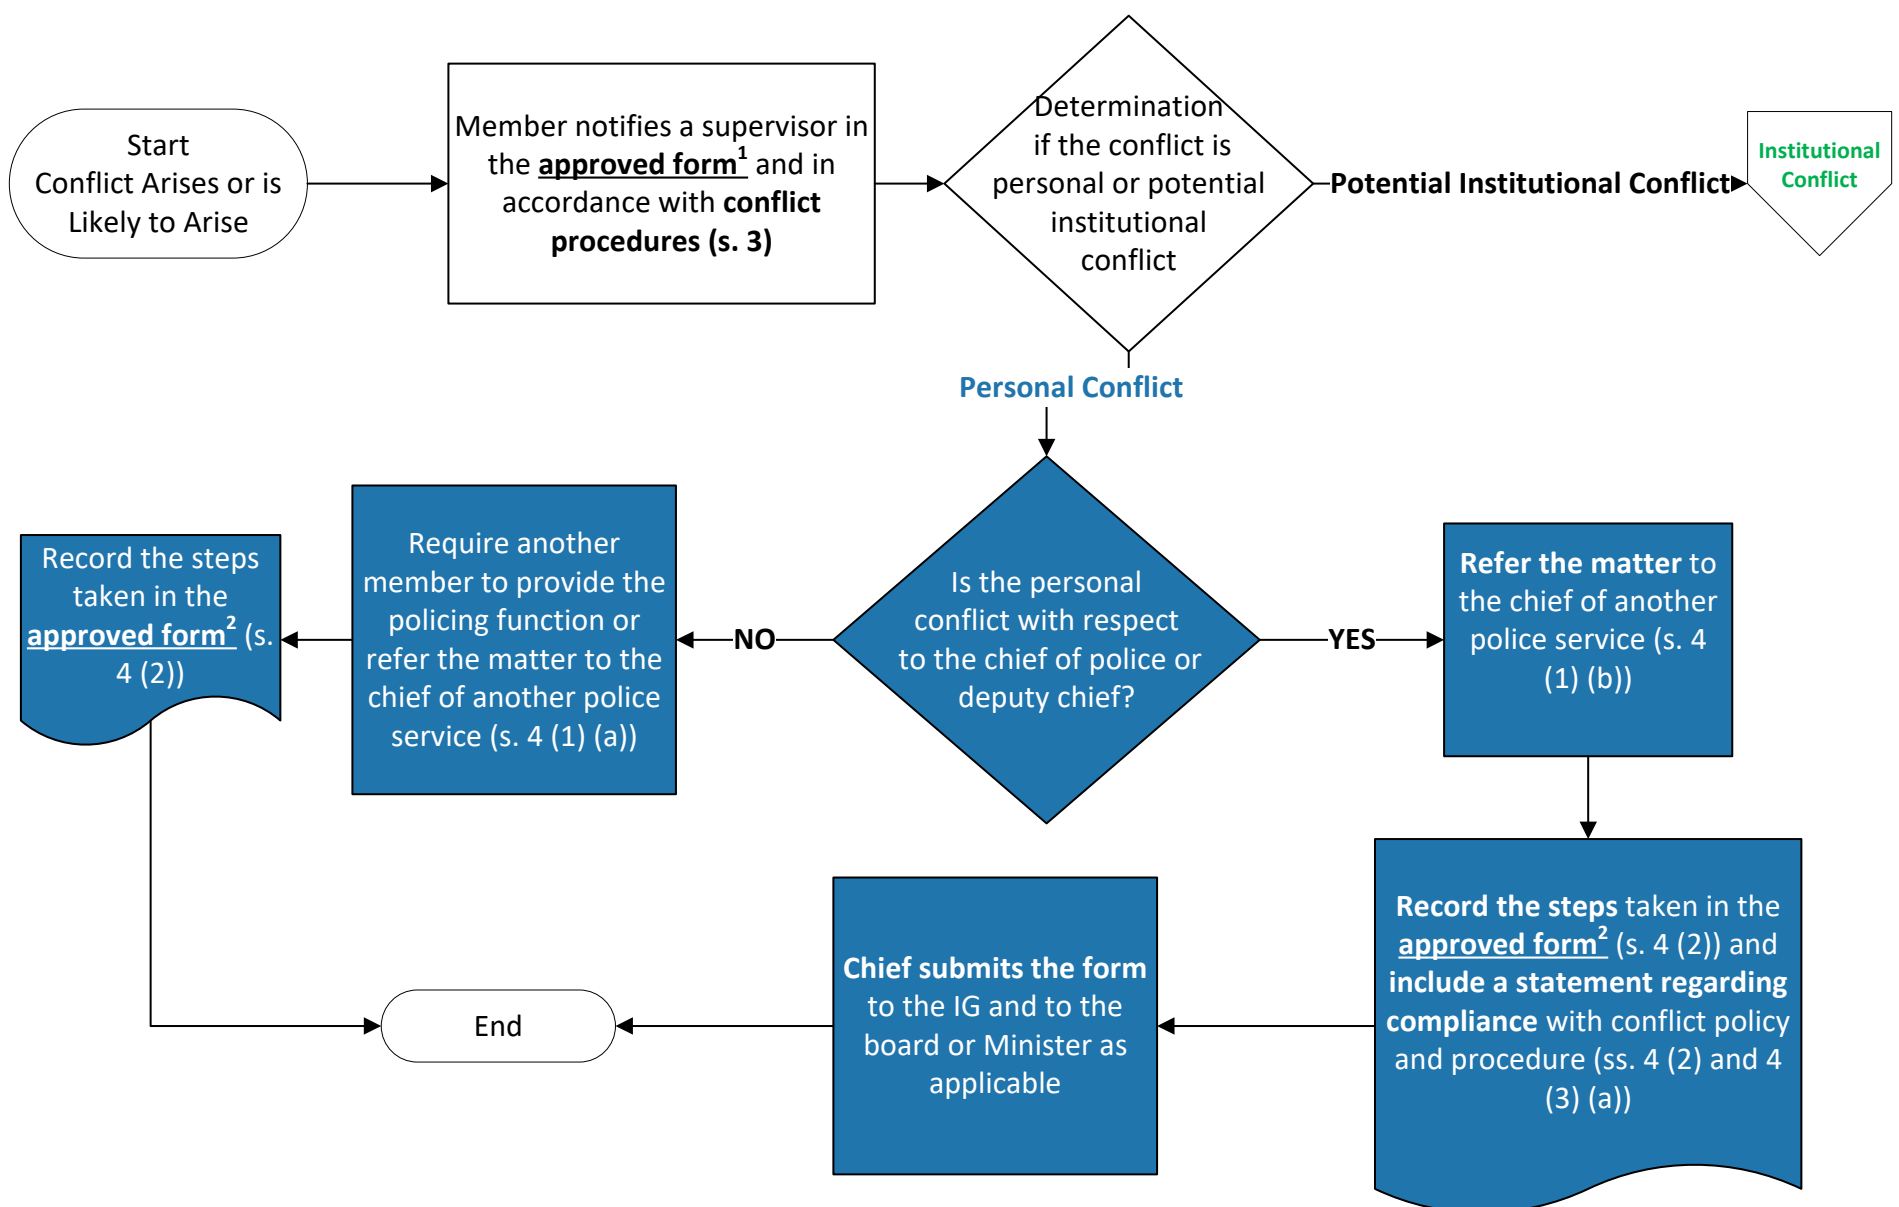 Start
Conflict Arises or is
Likely to Arise
Member notifies a supervisor in
the approved form1 and in
accordance with conflict
procedures (s. 3)
Determination
if the conflict is
personal or potential
institutional
conflict
Potential Institutional Conflict
Institutional
Conflict
Personal Conflict
Is the personal
conflict with respect
to the chief of police or
deputy chief?
NO
Require another
member to provide the
policing function or
refer the matter to the
chief of another police
service (s. 4 (1) (a))
Record the steps
taken in the
approved form2 (s.
4 (2))
YES
Refer the matter to
the chief of another
police service (s. 4
(1) (b))
Record the steps taken in the
approved form2 (s. 4 (2)) and
include a statement regarding
compliance with conflict policy
and procedure (ss. 4 (2) and 4
(3) (a))
Chief submits the form
to the IG and to the
board or Minister as
applicable
End